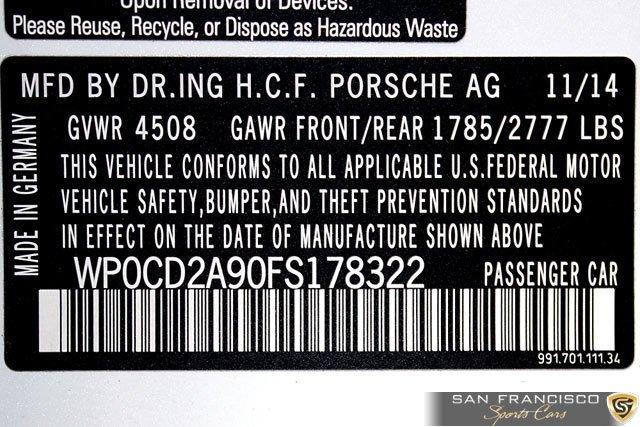 Upon Removal or Devices.
Please Reuse, Recycle, or Dispose as Hazardous Waste
MFD BY DR.ING H.C.F. PORSCHE AG 11/14
GVWR 4508 GAWR FRONT/REAR 1785/2777 LBS
THIS VEHICLE CONFORMS TO ALL APPLICABLE U.S.FEDERAL MOTOR
VEHICLE SAFETY,BUMPER,AND THEFT PREVENTION STANDARDS
IN EFFECT ON THE DATE OF MANUFACTURE SHOWN ABOVE
WP0CD2A90FS178322 PASSENGER CAR
991.701.111.34
MADE IN GERMANY
SAN FRANCISCO
Sports Cars